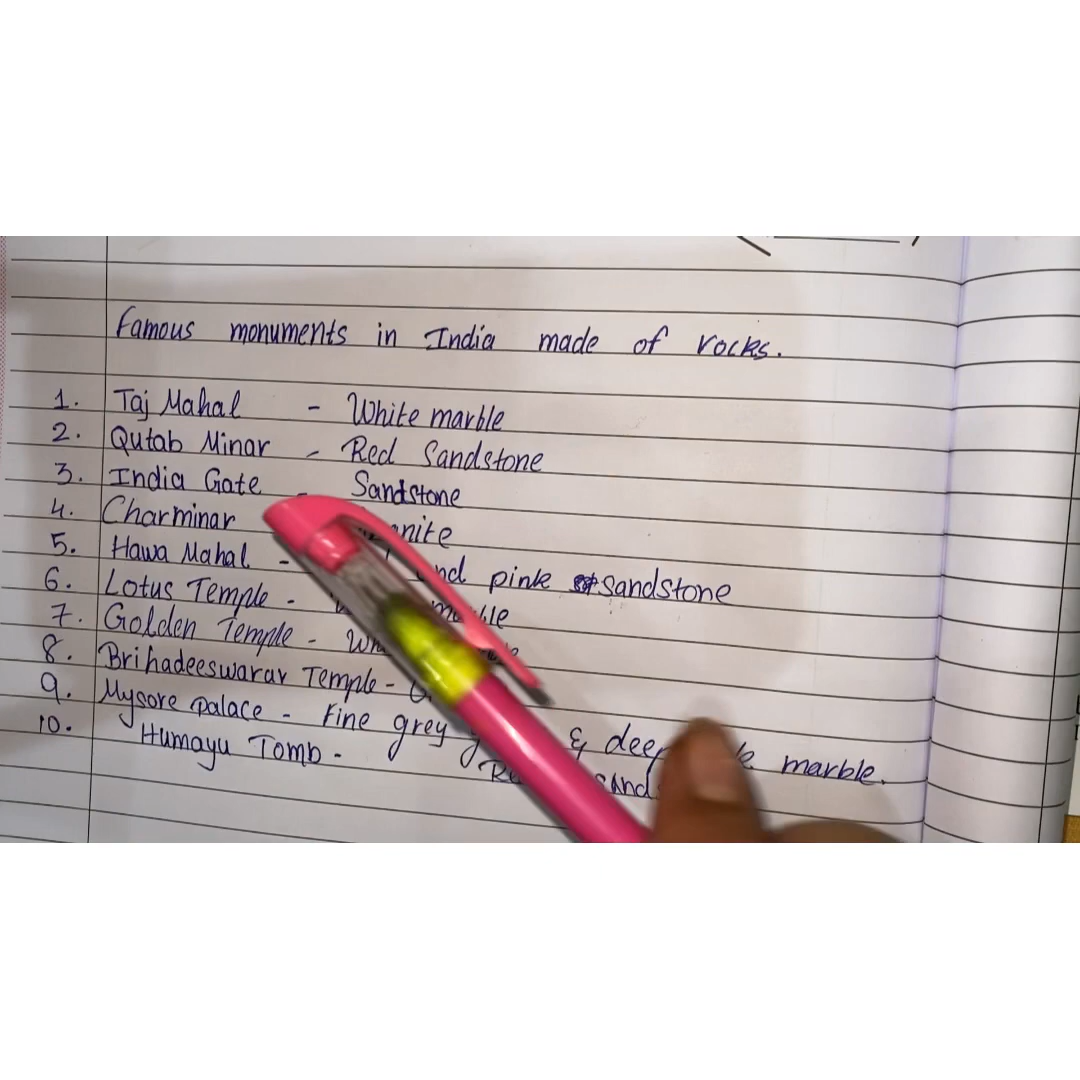 Famous monuments in India made of rocks.
1. Taj Mahal - White marble
2. Qutab Minar - Red Sandstone
3. India Gate - Sandstone
4. Charminar
5. Hawa Mahal - pink sandstone
6. Lotus Temple -
7. Golden Temple -
8. Brihadeeswarar Temple -
9. Mysore palace - Fine grey & marble.
10. Humayu Tomb -